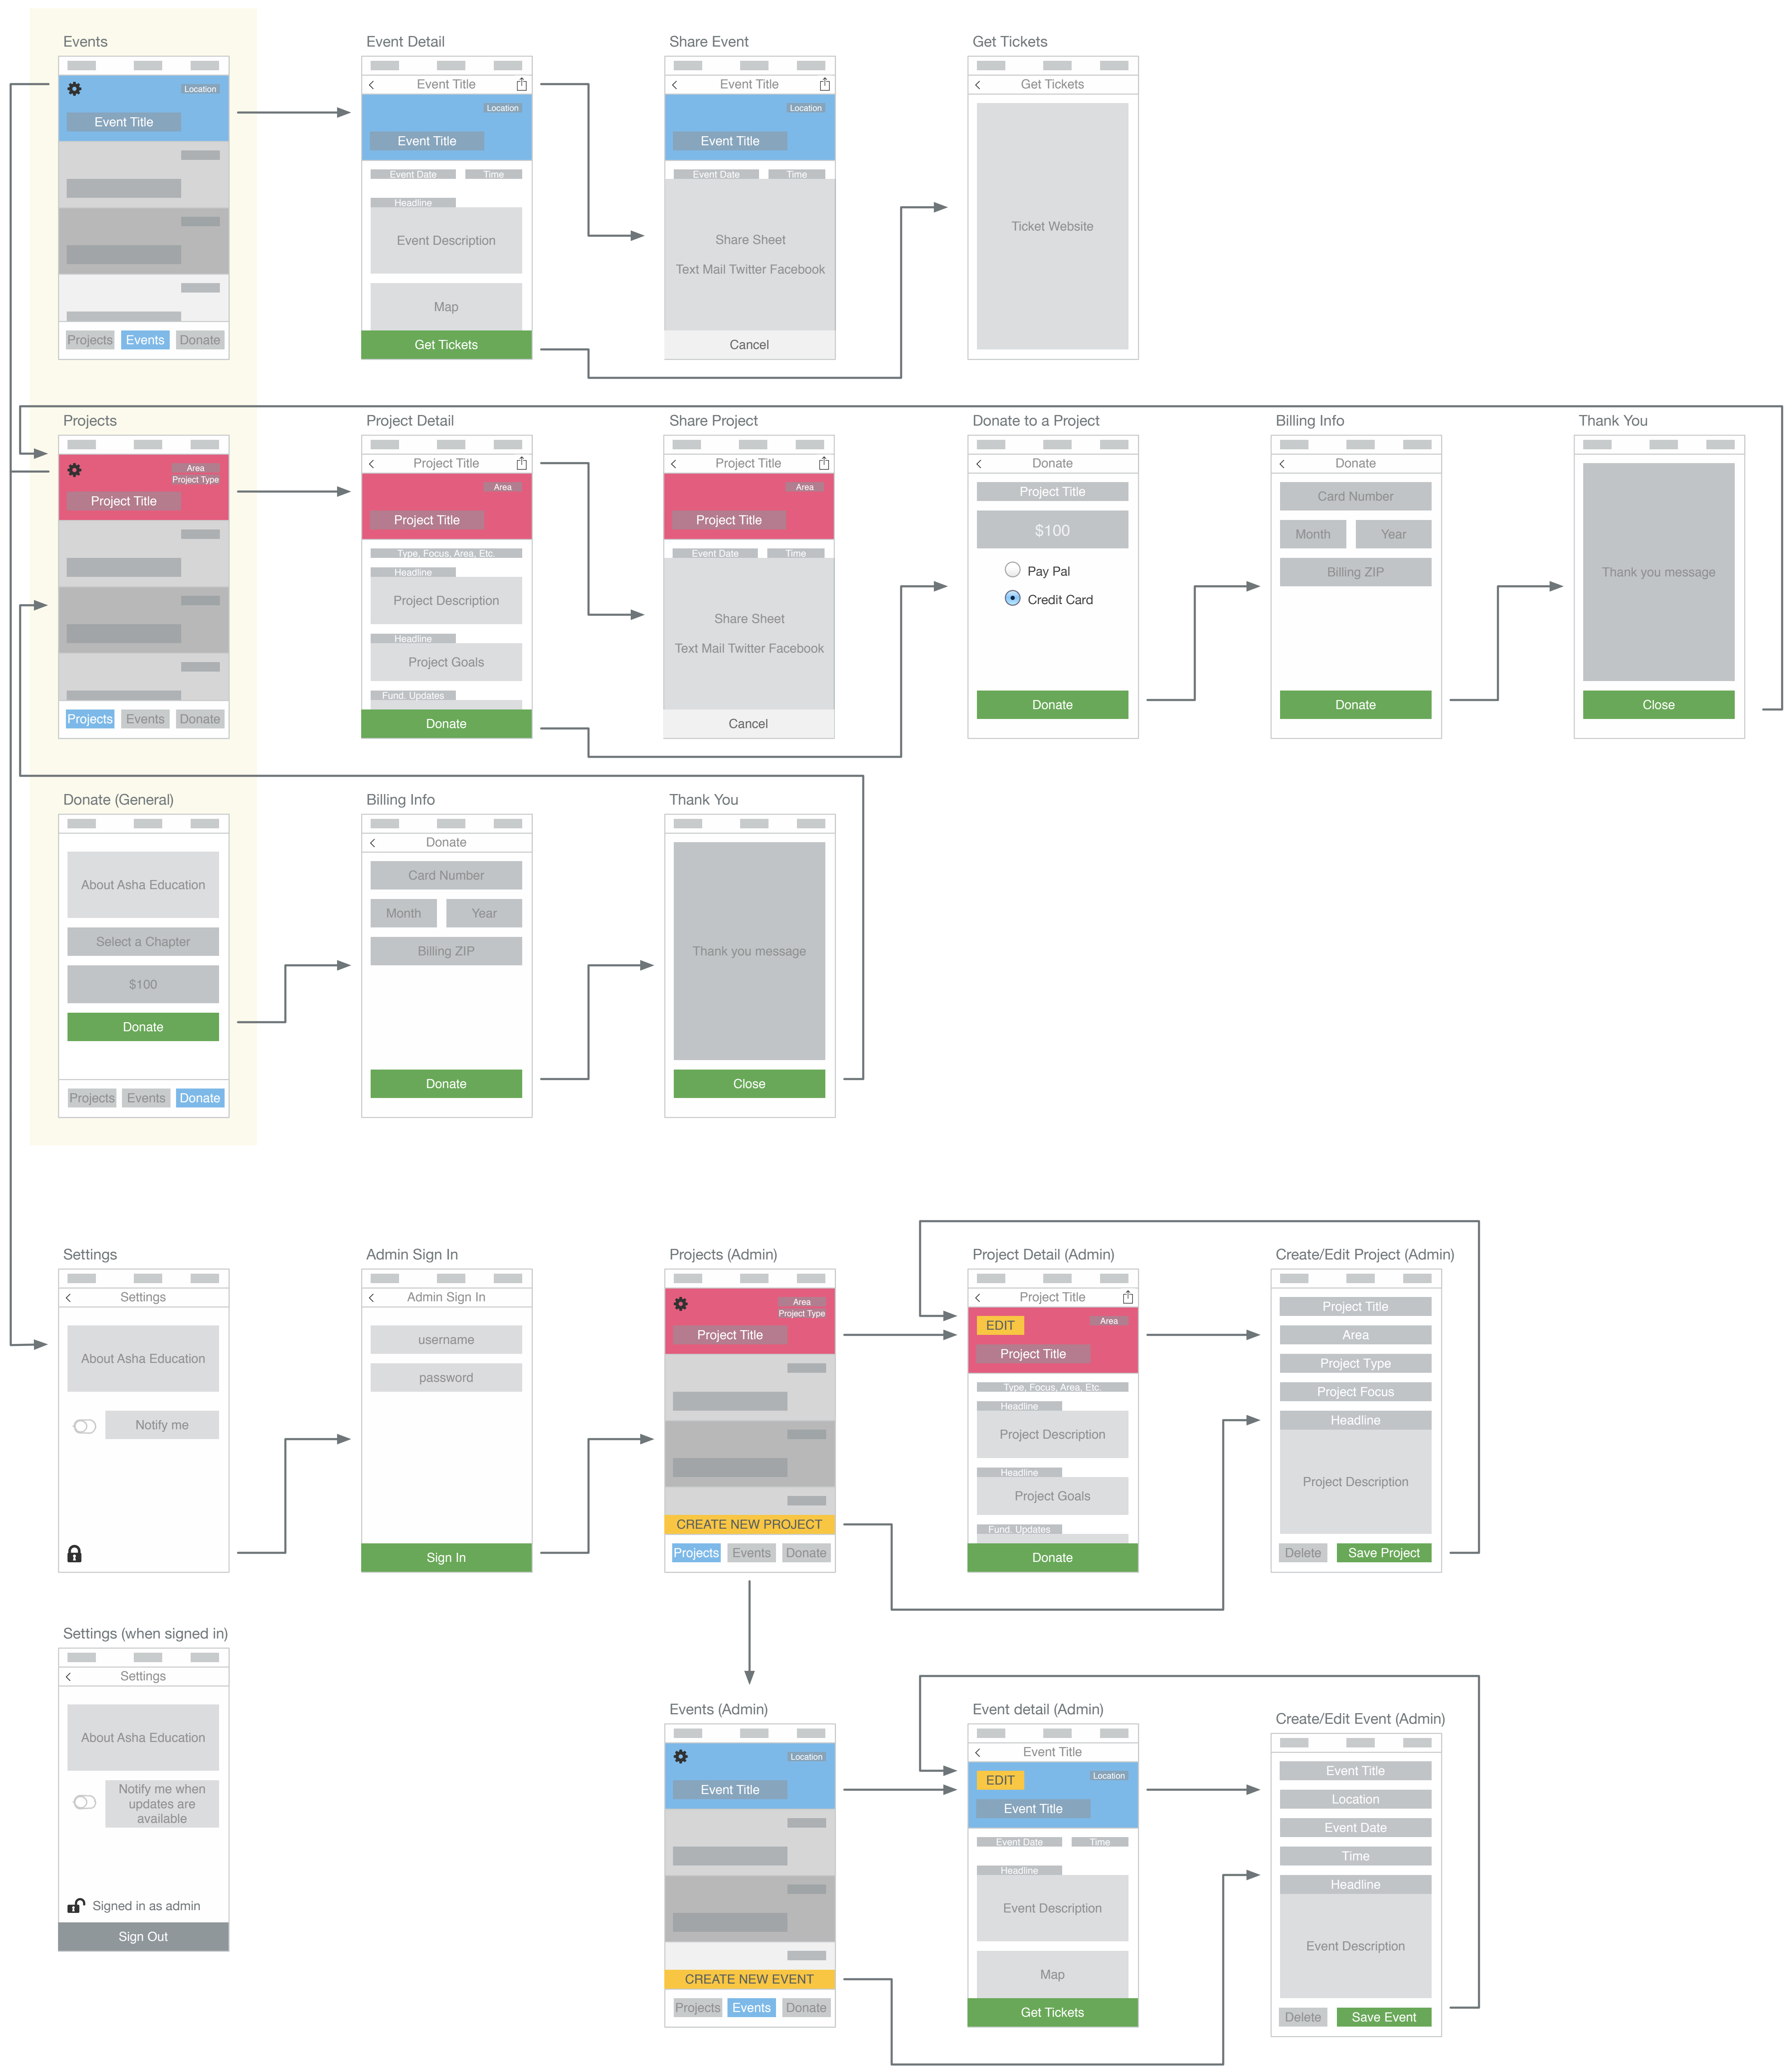 Events
Location
Event Title
Projects Events Donate
Event Detail
Event Title
Location
Event Title
Event Date Time
Headline
Event Description
Map
Get Tickets
Share Event
Event Title
Location
Event Title
Event Date Time
Share Sheet
Text Mail Twitter Facebook
Cancel
Get Tickets
Get Tickets
Ticket Website
Projects
Area
Project Type
Project Title
Projects Events Donate
Project Detail
Project Title
Area
Project Title
Type, Focus, Area, Etc.
Headline
Project Description
Headline
Project Goals
Fund. Updates
Donate
Share Project
Project Title
Area
Project Title
Event Date Time
Share Sheet
Text Mail Twitter Facebook
Cancel
Donate to a Project
Donate
Project Title
$100
Pay Pal
Credit Card
Donate
Billing Info
Donate
Card Number
Month Year
Billing ZIP
Donate
Thank You
Thank you message
Close
Donate (General)
About Asha Education
Select a Chapter
$100
Donate
Projects Events Donate
Billing Info
Donate
Card Number
Month Year
Billing ZIP
Donate
Thank You
Thank you message
Close
Settings
Settings
About Asha Education
Notify me
Admin Sign In
Admin Sign In
username
password
Sign In
Projects (Admin)
Area
Project Type
Project Title
CREATE NEW PROJECT
Projects Events Donate
Project Detail (Admin)
Project Title
EDIT
Area
Project Title
Type, Focus, Area, Etc.
Headline
Project Description
Headline
Project Goals
Fund. Updates
Donate
Create/Edit Project (Admin)
Project Title
Area
Project Type
Project Focus
Headline
Project Description
Delete Save Project
Settings (when signed in)
Settings
About Asha Education
Notify me when
updates are
available
Signed in as admin
Sign Out
Events (Admin)
Location
Event Title
CREATE NEW EVENT
Projects Events Donate
Event detail (Admin)
Event Title
EDIT
Location
Event Title
Event Date Time
Headline
Event Description
Map
Get Tickets
Create/Edit Event (Admin)
Event Title
Location
Event Date
Time
Headline
Event Description
Delete Save Event